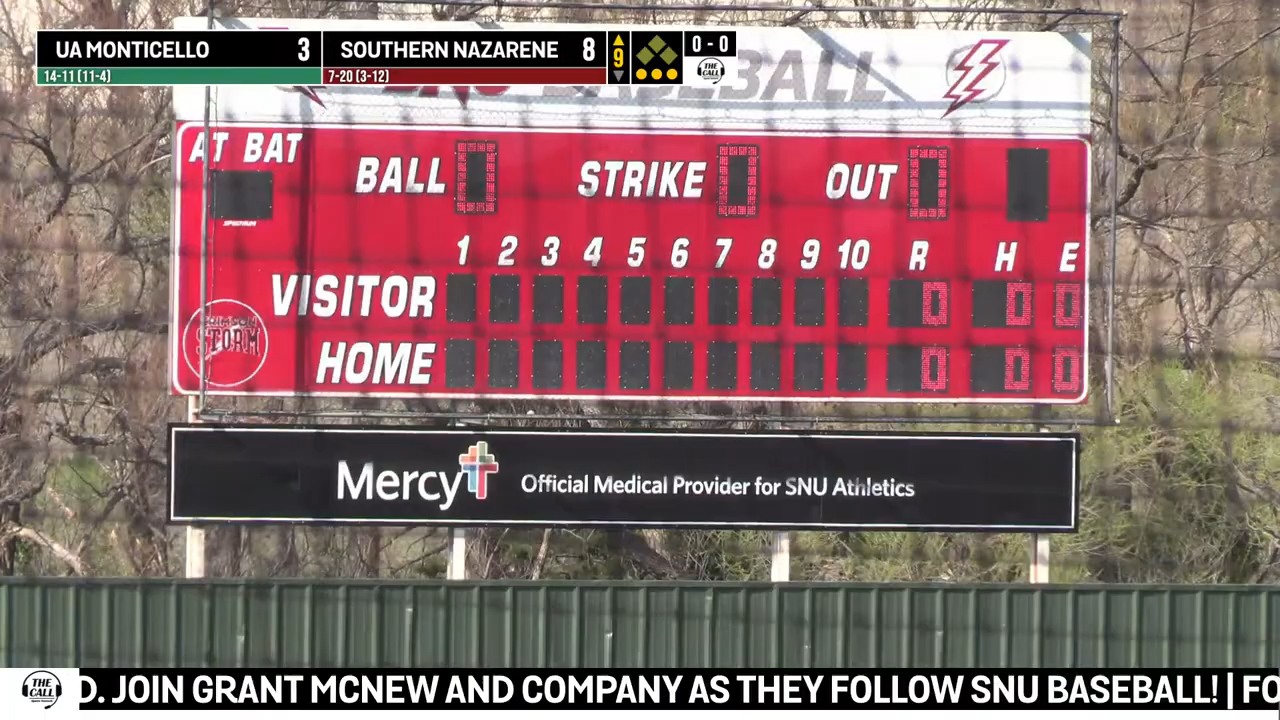 UA MONTICELLO 3 SOUTHERN NAZARENE 8 9 0 - 0
14-11 (11-4) 7-20 (3-12) THE CALL
BASEBALL
AT BAT
BALL 0 STRIKE 0 OUT 0
SPECTRUM
1 2 3 4 5 6 7 8 9 10 R H E
VISITOR 0 0 0
CRIMSON STORM
HOME 0 0 0
Mercy Official Medical Provider for SNU Athletics
THE CALL D. JOIN GRANT MCNEW AND COMPANY AS THEY FOLLOW SNU BASEBALL! | FO